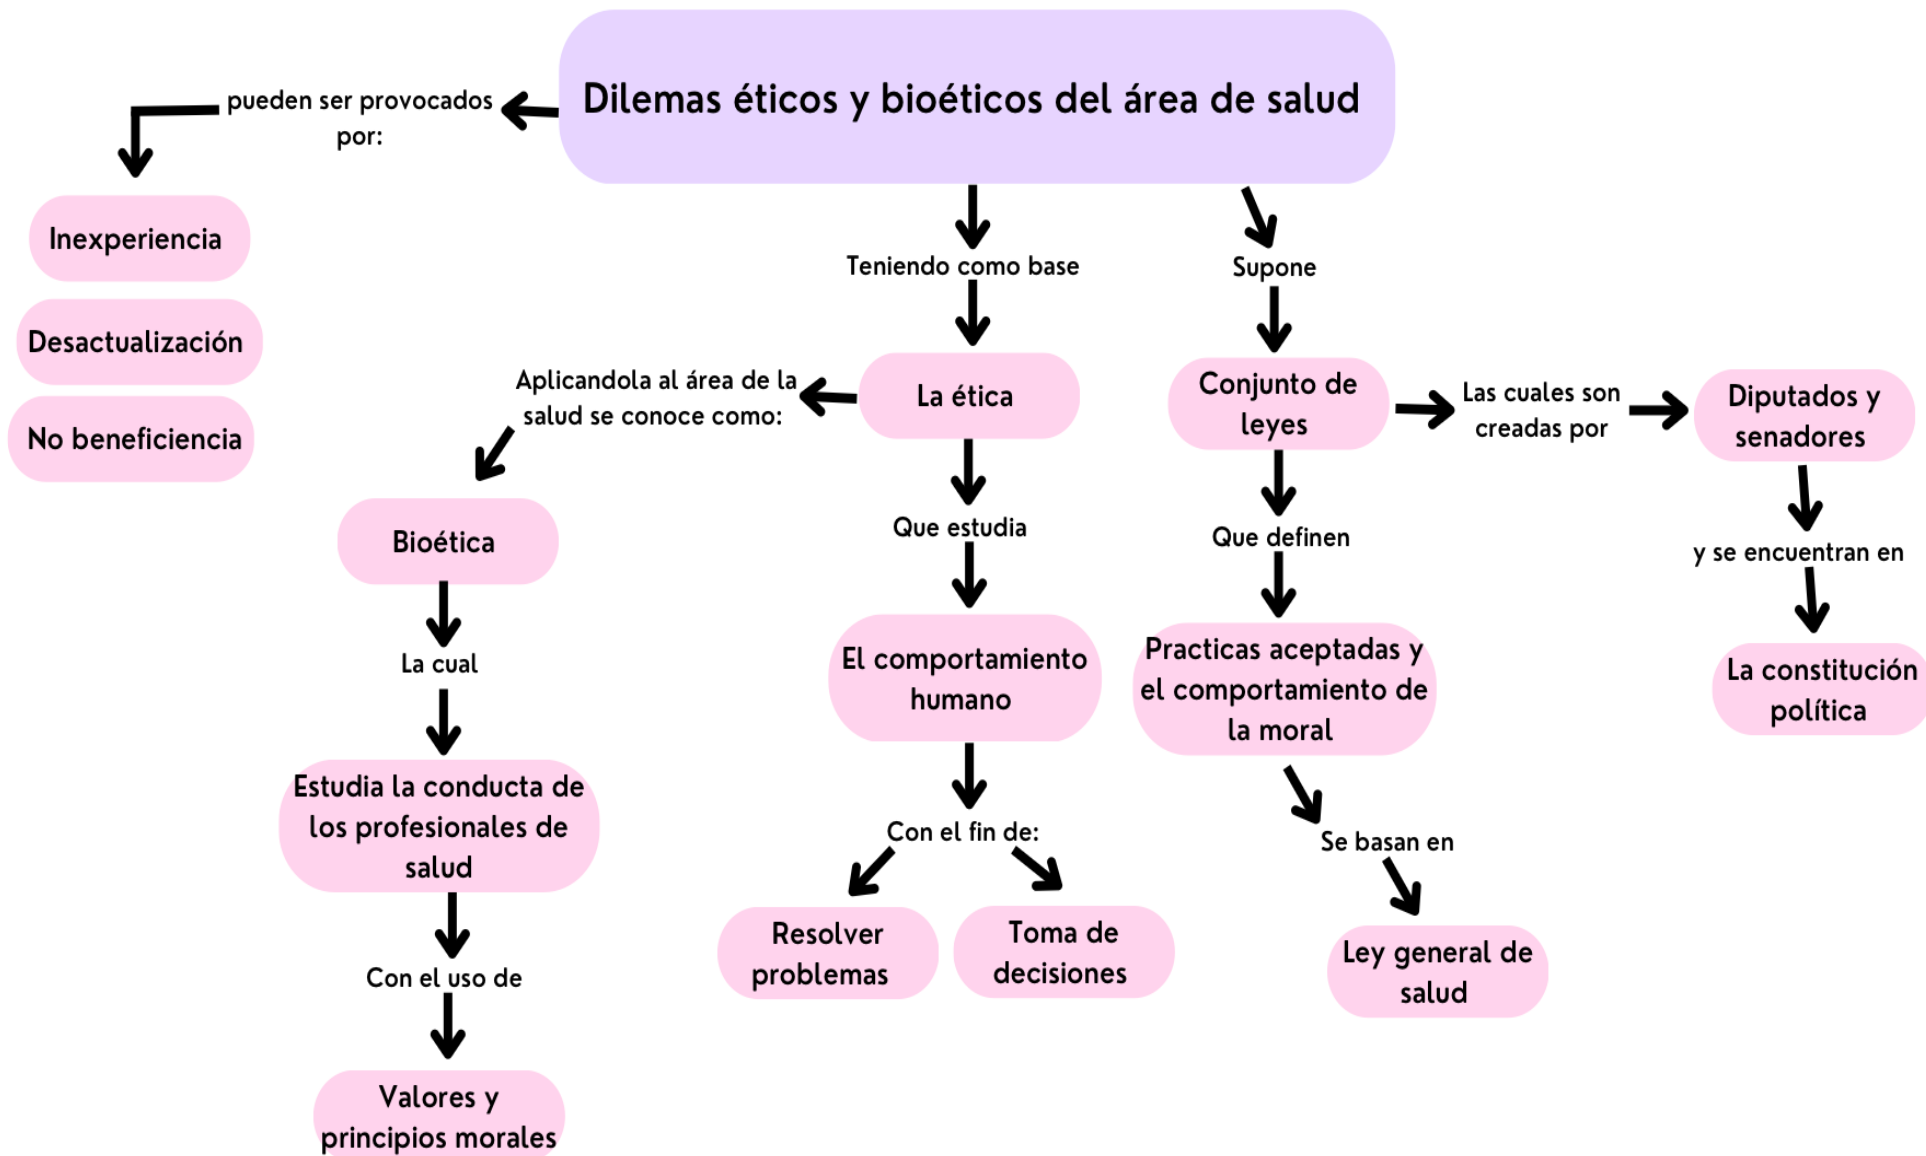 Dilemas éticos y bioéticos del área de salud
pueden ser provocados
por:
Inexperiencia
Desactualización
No beneficiencia
Teniendo como base
La ética
Aplicandola al área de la
salud se conoce como:
Bioética
La cual
Estudia la conducta de
los profesionales de
salud
Con el uso de
Valores y
principios morales
Que estudia
El comportamiento
humano
Con el fin de:
Resolver
problemas
Toma de
decisiones
Supone
Conjunto de
leyes
Que definen
Practicas aceptadas y
el comportamiento de
la moral
Se basan en
Ley general de
salud
Las cuales son
creadas por
Diputados y
senadores
y se encuentran en
La constitución
política